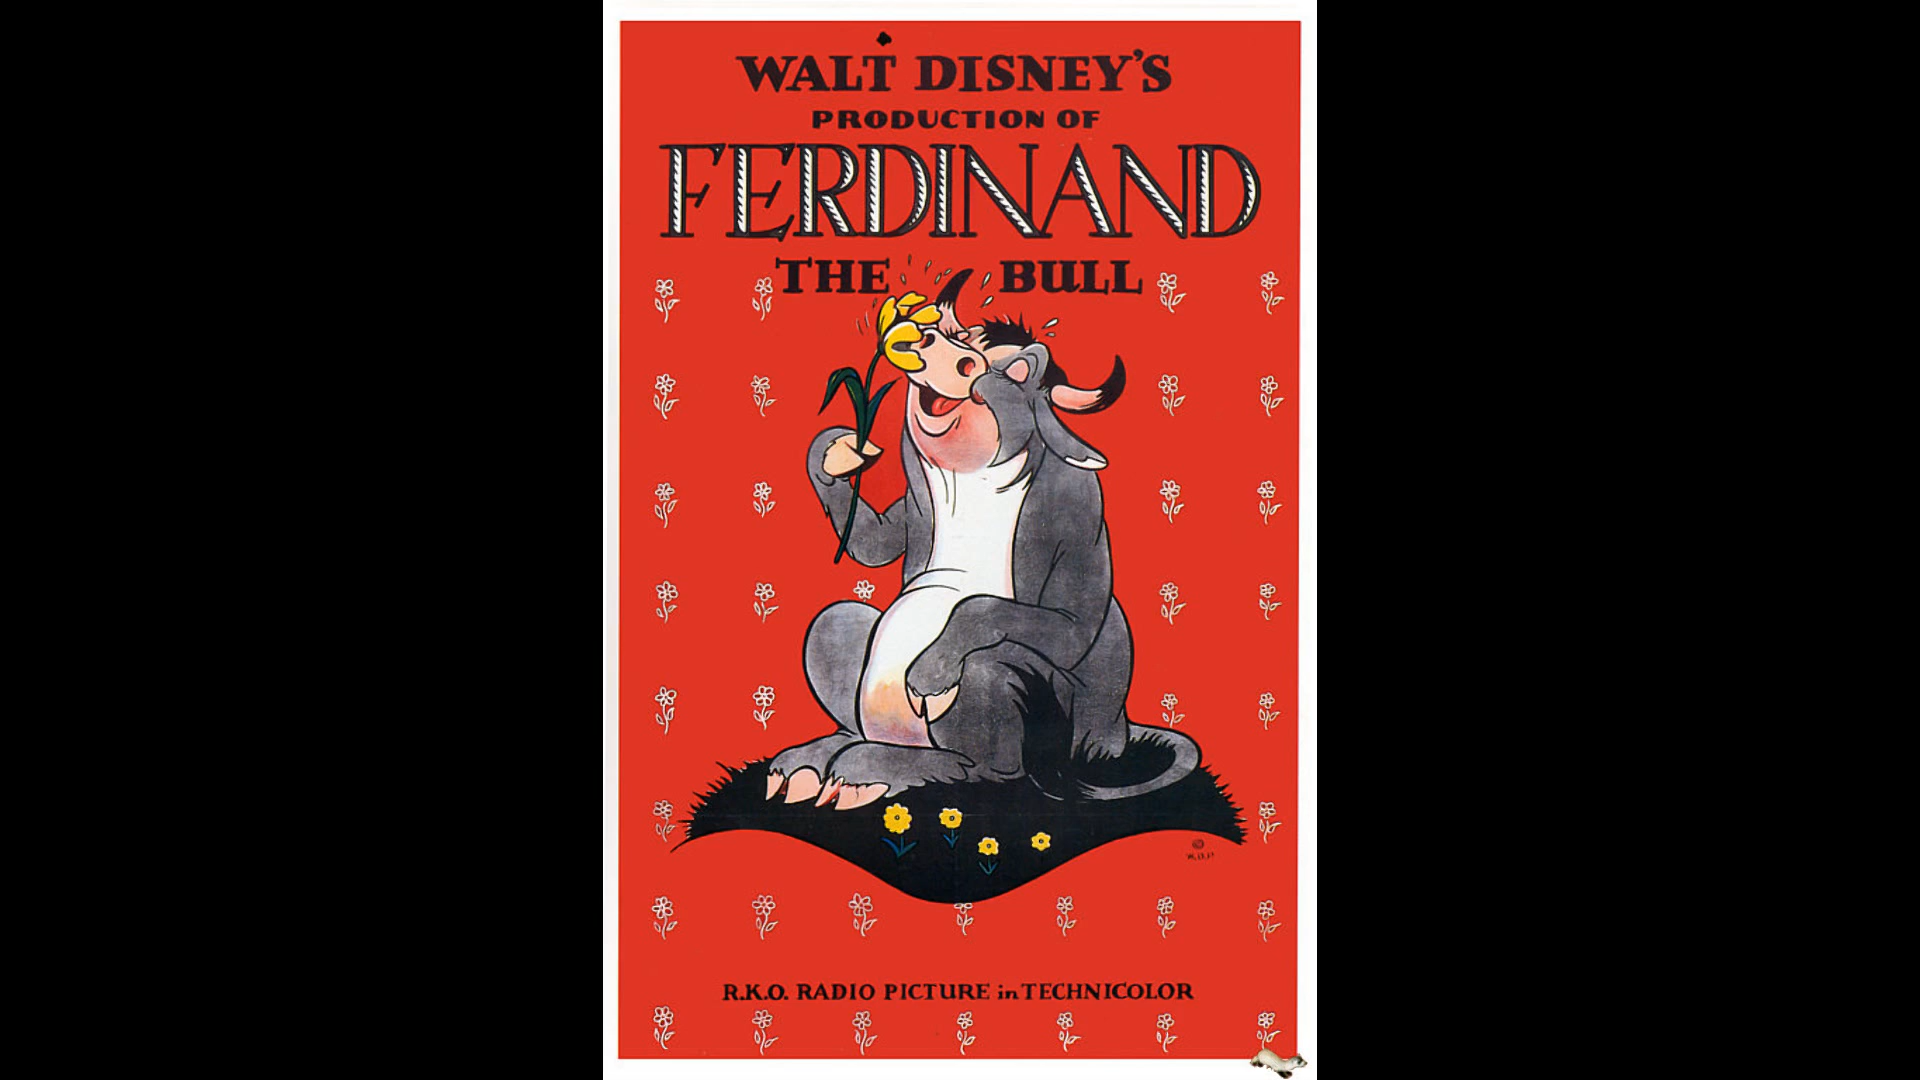 WALT DISNEY'S
PRODUCTION OF
FERDINAND
THE BULL
© W.D.P.
R.K.O. RADIO PICTURE in TECHNICOLOR